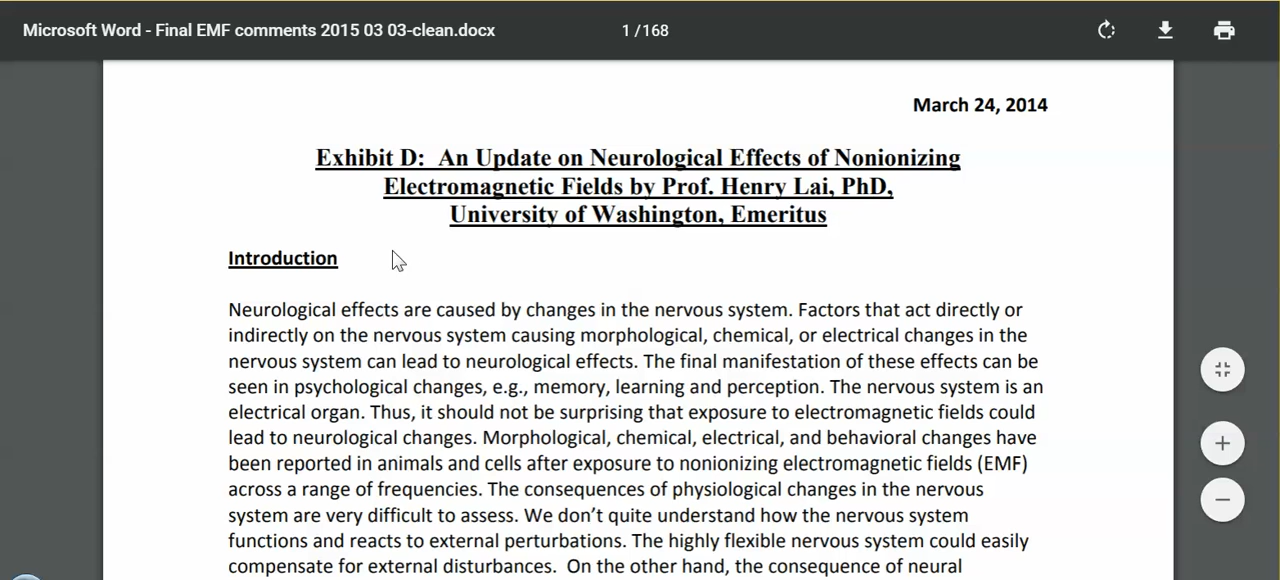 Microsoft Word - Final EMF comments 2015 03 03-clean.docx
1 / 168
March 24, 2014
Exhibit D: An Update on Neurological Effects of Nonionizing
Electromagnetic Fields by Prof. Henry Lai, PhD,
University of Washington, Emeritus
Introduction
Neurological effects are caused by changes in the nervous system. Factors that act directly or
indirectly on the nervous system causing morphological, chemical, or electrical changes in the
nervous system can lead to neurological effects. The final manifestation of these effects can be
seen in psychological changes, e.g., memory, learning and perception. The nervous system is an
electrical organ. Thus, it should not be surprising that exposure to electromagnetic fields could
lead to neurological changes. Morphological, chemical, electrical, and behavioral changes have
been reported in animals and cells after exposure to nonionizing electromagnetic fields (EMF)
across a range of frequencies. The consequences of physiological changes in the nervous
system are very difficult to assess. We don’t quite understand how the nervous system
functions and reacts to external perturbations. The highly flexible nervous system could easily
compensate for external disturbances. On the other hand, the consequence of neural